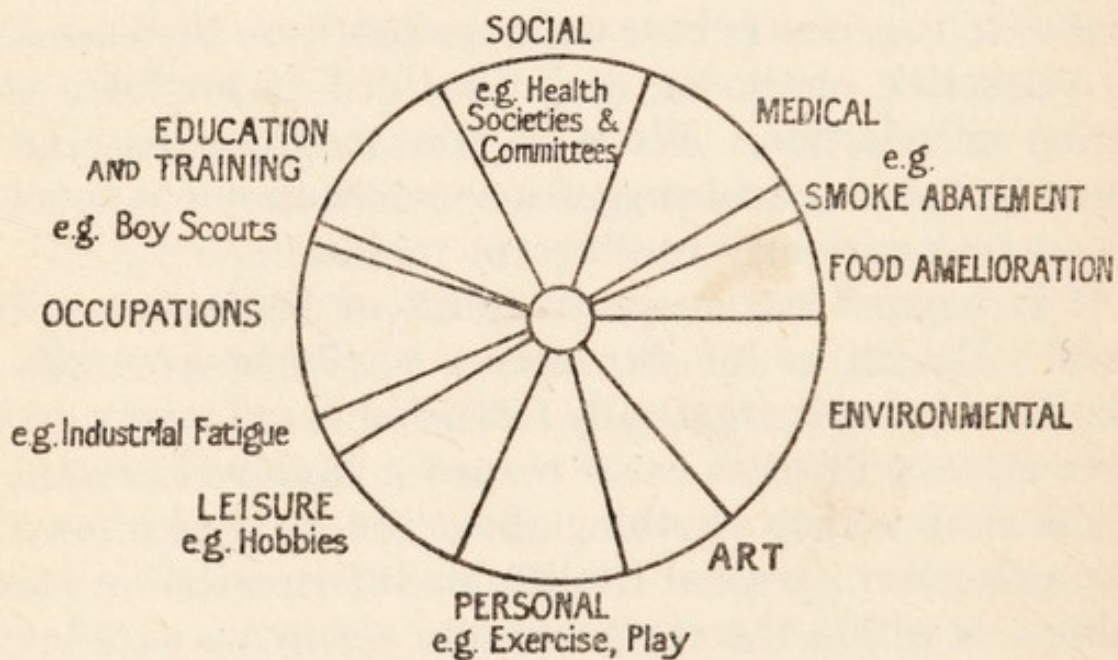 SOCIAL
e.g. Health
Societies &
Committees
MEDICAL
e.g.
SMOKE ABATEMENT
FOOD AMELIORATION
ENVIRONMENTAL
ART
PERSONAL
e.g. Exercise, Play
LEISURE
e.g. Hobbies
e.g. Industrial Fatigue
OCCUPATIONS
e.g. Boy Scouts
EDUCATION
AND TRAINING